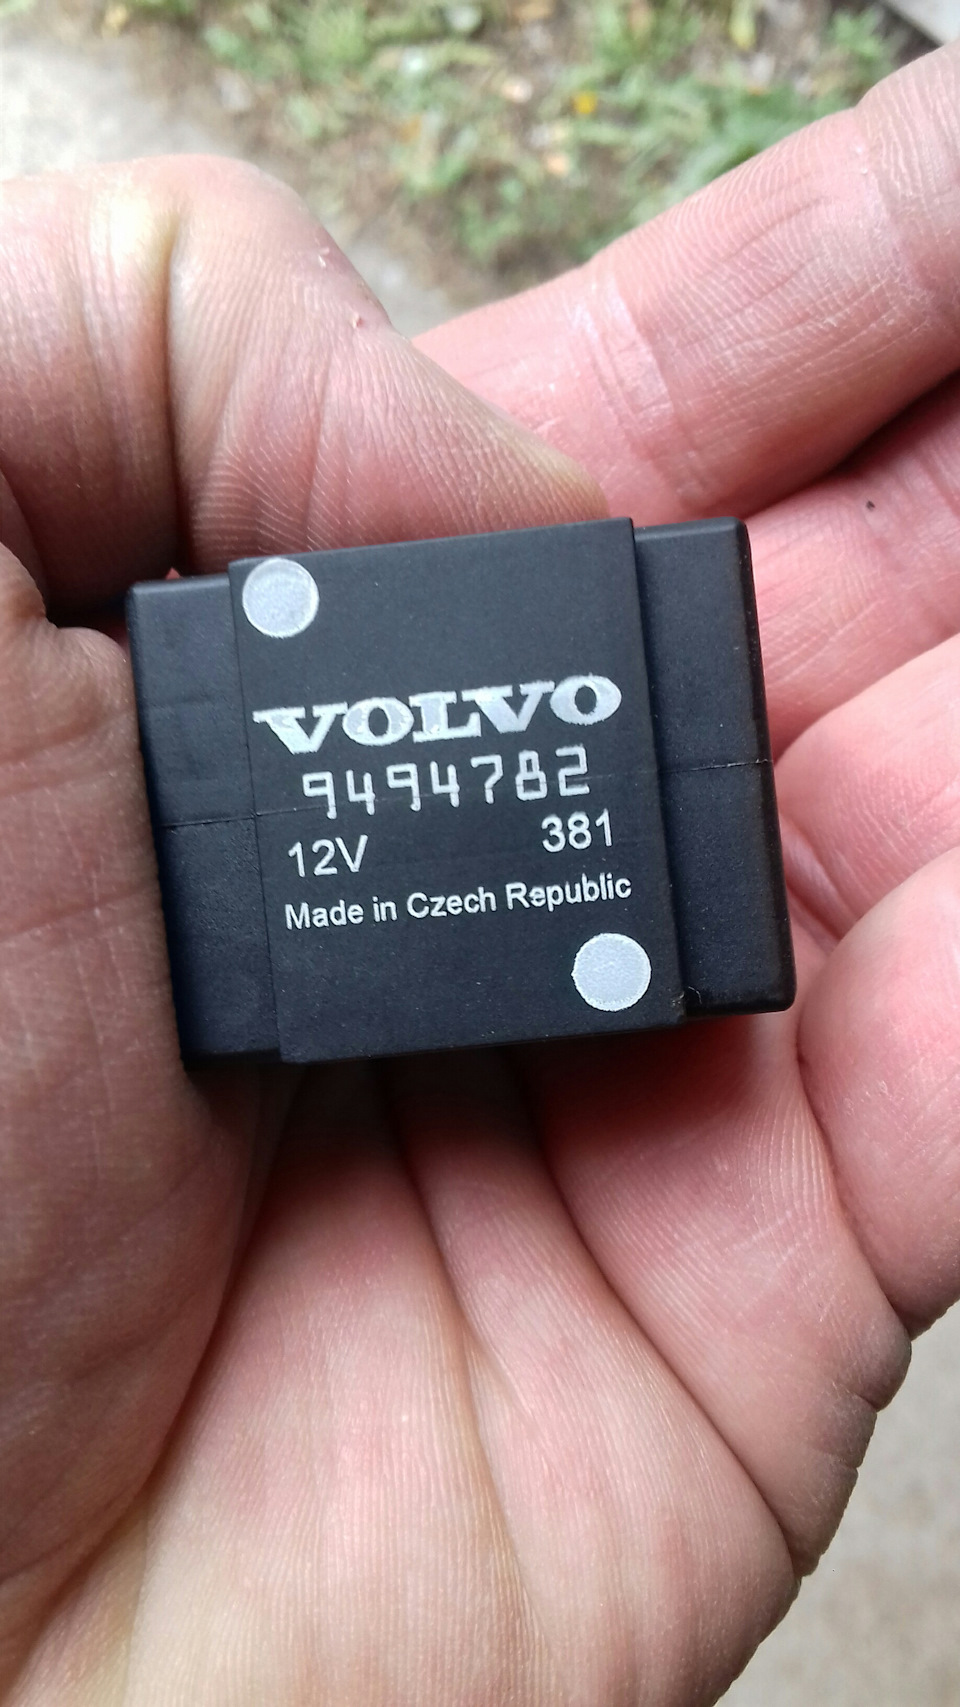 VOLVO
9494782
12V 381
Made in Czech Republic